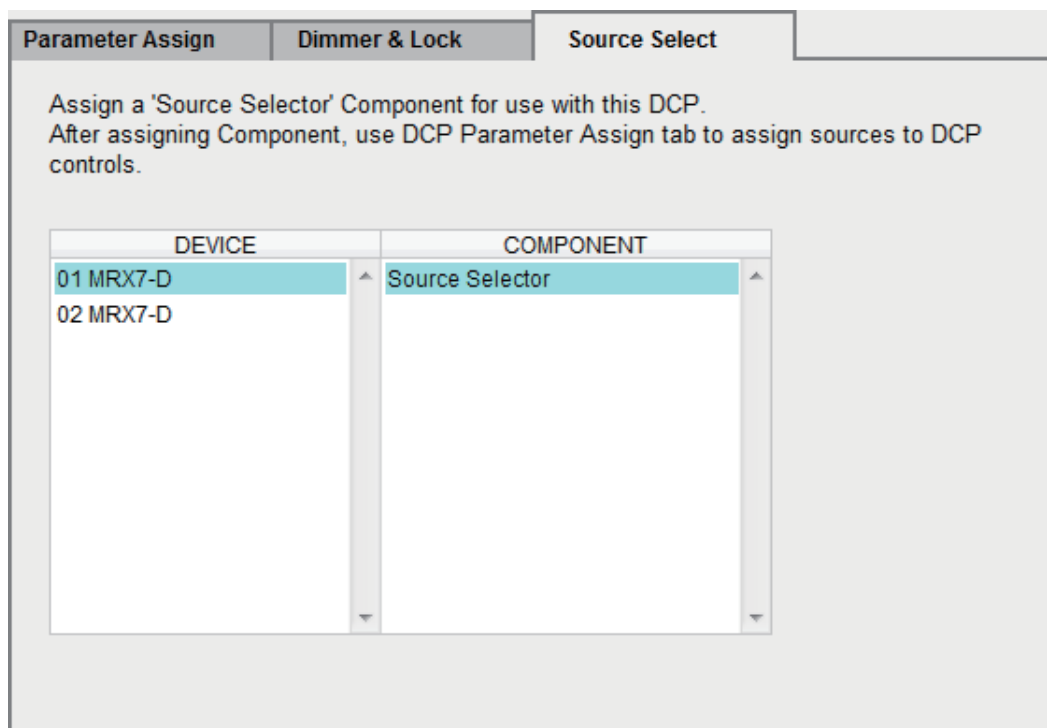 Parameter Assign
Dimmer & Lock
Source Select
Assign a 'Source Selector' Component for use with this DCP.
After assigning Component, use DCP Parameter Assign tab to assign sources to DCP
controls.
DEVICE
COMPONENT
01 MRX7-D
Source Selector
02 MRX7-D